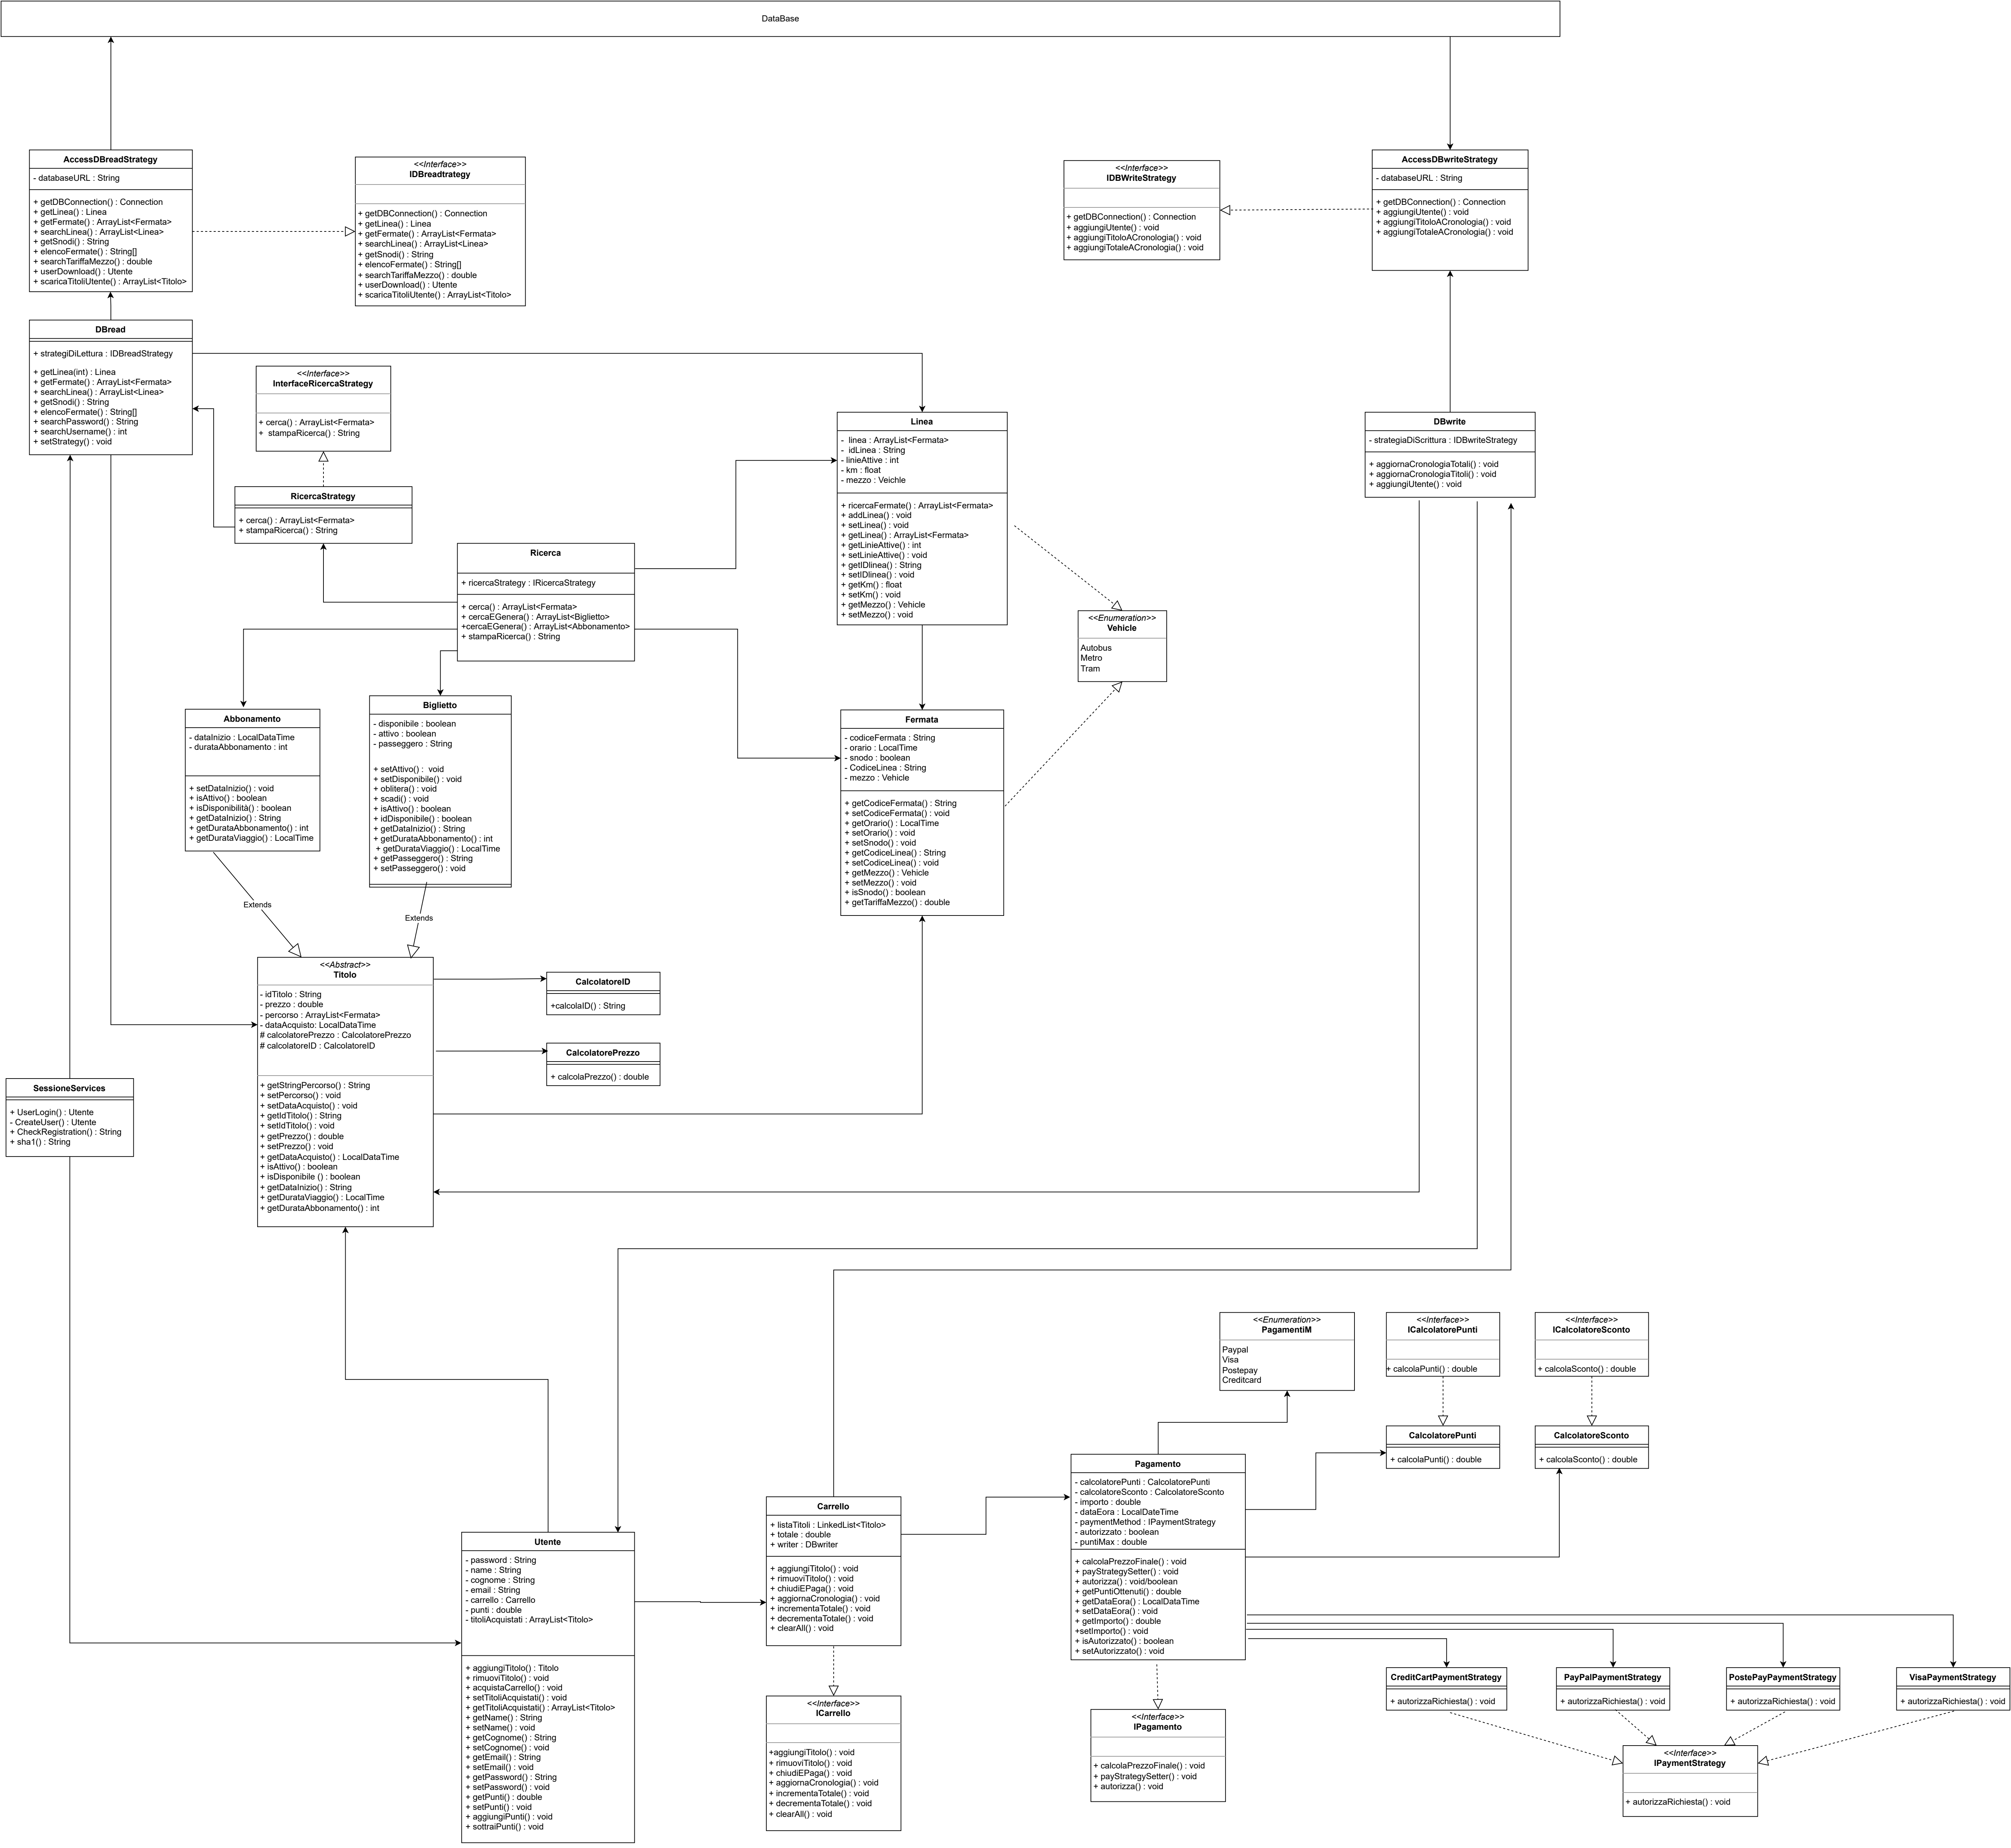 DataBase
AccessDBreadStrategy
- databaseURL : String
+ getDBConnection() : Connection
+ getLinea() : Linea
+ getFermate() : ArrayList<Fermata>
+ searchLinea() : ArrayList<Linea>
+ getSnodi() : String
+ elencoFermate() : String[]
+ searchTariffaMezzo() : double
+ userDownload() : Utente
+ scaricaTitoliUtente() : ArrayList<Titolo>
<<Interface>>
IDBreadtrategy
+ getDBConnection() : Connection
+ getLinea() : Linea
+ getFermate() : ArrayList<Fermata>
+ searchLinea() : ArrayList<Linea>
+ getSnodi() : String
+ elencoFermate() : String[]
+ searchTariffaMezzo() : double
+ userDownload() : Utente
+ scaricaTitoliUtente() : ArrayList<Titolo>
<<Interface>>
IDBWriteStrategy
+ getDBConnection() : Connection
+ aggiungiUtente() : void
+ aggiungiTitoloACronologia() : void
+ aggiungiTotaleACronologia() : void
AccessDBwriteStrategy
- databaseURL : String
+ getDBConnection() : Connection
+ aggiungiUtente() : void
+ aggiungiTitoloACronologia() : void
+ aggiungiTotaleACronologia() : void
DBread
+ strategiDiLettura : IDBreadStrategy
+ getLinea(int) : Linea
+ getFermate() : ArrayList<Fermata>
+ searchLinea() : ArrayList<Linea>
+ getSnodi() : String
+ elencoFermate() : String[]
+ searchPassword() : String
+ searchUsername() : int
+ setStrategy() : void
<<Interface>>
InterfaceRicercaStrategy
+ cerca() : ArrayList<Fermata>
+  stampaRicerca() : String
RicercaStrategy
+ cerca() : ArrayList<Fermata>
+ stampaRicerca() : String
Ricerca
+ ricercaStrategy : IRicercaStrategy
+ cerca() : ArrayList<Fermata>
+ cercaEGenera() : ArrayList<Biglietto>
+cercaEGenera() : ArrayList<Abbonamento>
+ stampaRicerca() : String
Linea
-  linea : ArrayList<Fermata>
-  idLinea : String
- linieAttive : int
- km : float
- mezzo : Veichle
+ ricercaFermate() : ArrayList<Fermata>
+ addLinea() : void
+ setLinea() : void
+ getLinea() : ArrayList<Fermata>
+ getLinieAttive() : int
+ setLinieAttive() : void
+ getIDlinea() : String
+ setIDlinea() : void
+ getKm() : float
+ setKm() : void
+ getMezzo() : Vehicle
+ setMezzo() : void
DBwrite
- strategiaDiScrittura : IDBwriteStrategy
+ aggiornaCronologiaTotali() : void
+ aggiornaCronologiaTitoli() : void
+ aggiungiUtente() : void
<<Enumeration>>
Vehicle
Autobus
Metro
Tram
Abbonamento
- dataInizio : LocalDataTime
- durataAbbonamento : int
+ setDataInizio() : void
+ isAttivo() : boolean
+ isDisponibilità() : boolean
+ getDataInizio() : String
+ getDurataAbbonamento() : int
+ getDurataViaggio() : LocalTime
Biglietto
- disponibile : boolean
- attivo : boolean
- passeggero : String
+ setAttivo() :  void
+ setDisponibile() : void
+ oblitera() : void
+ scadi() : void
+ isAttivo() : boolean
+ idDisponibile() : boolean
+ getDataInizio() : String
+ getDurataAbbonamento() : int
+ getDurataViaggio() : LocalTime
+ getPasseggero() : String
+ setPasseggero() : void
Fermata
- codiceFermata : String
- orario : LocalTime
- snodo : boolean
- CodiceLinea : String
- mezzo : Vehicle
+ getCodiceFermata() : String
+ setCodiceFermata() : void
+ getOrario() : LocalTime
+ setOrario() : void
+ setSnodo() : void
+ getCodiceLinea() : String
+ setCodiceLinea() : void
+ getMezzo() : Vehicle
+ setMezzo() : void
+ isSnodo() : boolean
+ getTariffaMezzo() : double
Extends
Extends
<<Abstract>>
Titolo
- idTitolo : String
- prezzo : double
- percorso : ArrayList<Fermata>
- dataAcquisto: LocalDataTime
# calcolatorePrezzo : CalcolatorePrezzo
# calcolatoreID : CalcolatoreID
+ getStringPercorso() : String
+ setPercorso() : void
+ setDataAcquisto() : void
+ getIdTitolo() : String
+ setIdTitolo() : void
+ getPrezzo() : double
+ setPrezzo() : void
+ getDataAcquisto() : LocalDataTime
+ isAttivo() : boolean
+ isDisponibile () : boolean
+ getDataInizio() : String
+ getDurataViaggio() : LocalTime
+ getDurataAbbonamento() : int
CalcolatoreID
+calcolaID() : String
CalcolatorePrezzo
+ calcolaPrezzo() : double
SessioneServices
+ UserLogin() : Utente
- CreateUser() : Utente
+ CheckRegistration() : String
+ sha1() : String
<<Enumeration>>
PagamentiM
Paypal
Visa
Postepay
Creditcard
<<Interface>>
ICalcolatorePunti
+ calcolaPunti() : double
<<Interface>>
ICalcolatoreSconto
+ calcolaSconto() : double
CalcolatorePunti
+ calcolaPunti() : double
CalcolatoreSconto
+ calcolaSconto() : double
Pagamento
- calcolatorePunti : CalcolatorePunti
- calcolatoreSconto : CalcolatoreSconto
- importo : double
- dataEora : LocalDateTime
- paymentMethod : IPaymentStrategy
- autorizzato : boolean
- puntiMax : double
+ calcolaPrezzoFinale() : void
+ payStrategySetter() : void
+ autorizza() : void/boolean
+ getPuntiOttenuti() : double
+ getDataEora() : LocalDataTime
+ setDataEora() : void
+ getImporto() : double
+setImporto() : void
+ isAutorizzato() : boolean
+ setAutorizzato() : void
Carrello
+ listaTitoli : LinkedList<Titolo>
+ totale : double
+ writer : DBwriter
+ aggiungiTitolo() : void
+ rimuoviTitolo() : void
+ chiudiEPaga() : void
+ aggiornaCronologia() : void
+ incrementaTotale() : void
+ decrementaTotale() : void
+ clearAll() : void
Utente
- password : String
- name : String
- cognome : String
- email : String
- carrello : Carrello
- punti : double
- titoliAcquistati : ArrayList<Titolo>
+ aggiungiTitolo() : Titolo
+ rimuoviTitolo() : void
+ acquistaCarrello() : void
+ setTitoliAcquistati() : void
+ getTitoliAcquistati() : ArrayList<Titolo>
+ getName() : String
+ setName() : void
+ getCognome() : String
+ setCognome() : void
+ getEmail() : String
+ setEmail() : void
+ getPassword() : String
+ setPassword() : void
+ getPunti() : double
+ setPunti() : void
+ aggiungiPunti() : void
+ sottraiPunti() : void
<<Interface>>
ICarrello
+aggiungiTitolo() : void
+ rimuoviTitolo() : void
+ chiudiEPaga() : void
+ aggiornaCronologia() : void
+ incrementaTotale() : void
+ decrementaTotale() : void
+ clearAll() : void
<<Interface>>
IPagamento
+ calcolaPrezzoFinale() : void
+ payStrategySetter() : void
+ autorizza() : void
CreditCartPaymentStrategy
+ autorizzaRichiesta() : void
PayPalPaymentStrategy
+ autorizzaRichiesta() : void
PostePayPaymentStrategy
+ autorizzaRichiesta() : void
VisaPaymentStrategy
+ autorizzaRichiesta() : void
<<Interface>>
IPaymentStrategy
+ autorizzaRichiesta() : void